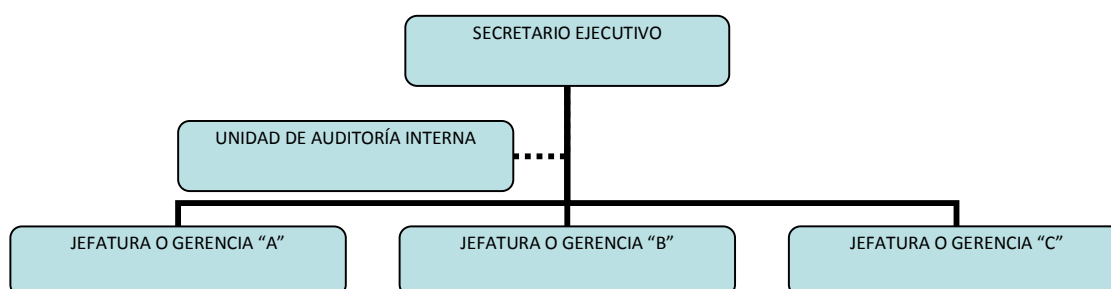 SECRETARIO EJECUTIVO
UNIDAD DE AUDITORÍA INTERNA
JEFATURA O GERENCIA “A”
JEFATURA O GERENCIA “B”
JEFATURA O GERENCIA “C”